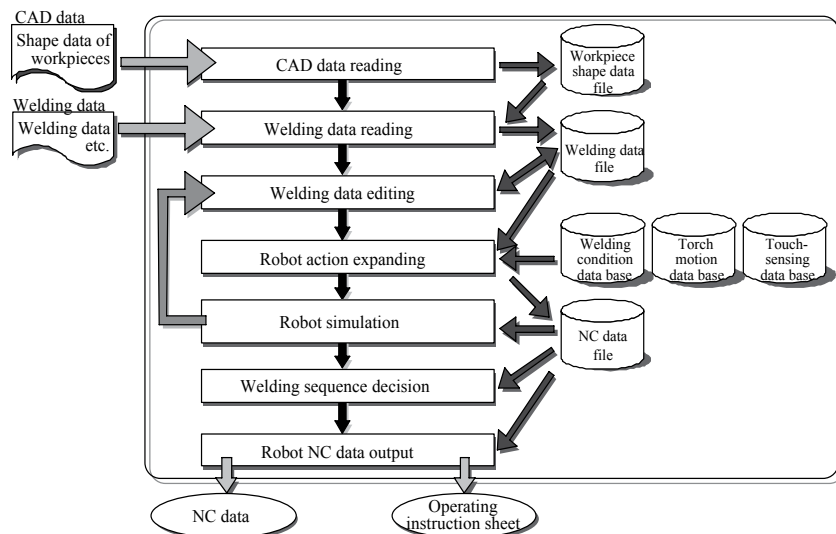 CAD data
Shape data of
workpieces
CAD data reading
Workpiece
shape data
file
Welding data
Welding data
etc.
Welding data reading
Welding data
file
Welding data editing
Robot action expanding
Welding
condition
data base
Torch
motion
data base
Touch-
sensing
data base
Robot simulation
NC data
file
Welding sequence decision
Robot NC data output
NC data
Operating
instruction sheet